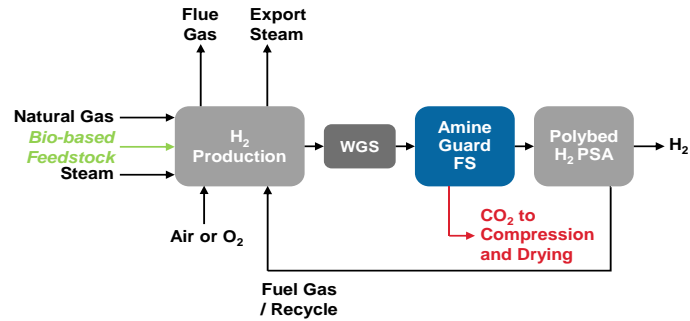 Flue
Gas
Export
Steam
Natural Gas
Bio-based
Feedstock
Steam
H₂
Production
WGS
Amine
Guard
FS
Polybed
H₂ PSA
H₂
Air or O₂
CO₂ to
Compression
and Drying
Fuel Gas
/ Recycle